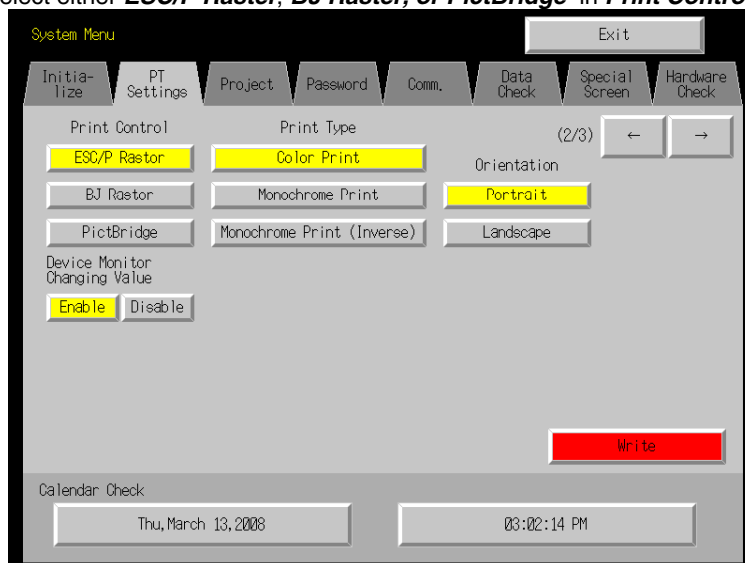 elect either ESC/P Raster, BJ Raster, or PictBridge in Print Contro
System Menu
Exit
Initia-
lize
PT
Settings
Project
Password
Comm.
Data
Check
Special
Screen
Hardware
Check
Print Control
Print Type
(2/3)
←
→
ESC/P Rastor
Color Print
Orientation
BJ Rastor
Monochrome Print
Portrait
PictBridge
Monochrome Print (Inverse)
Landscape
Device Monitor
Changing Value
Enable
Disable
Write
Calendar Check
Thu,March 13,2008
03:02:14 PM